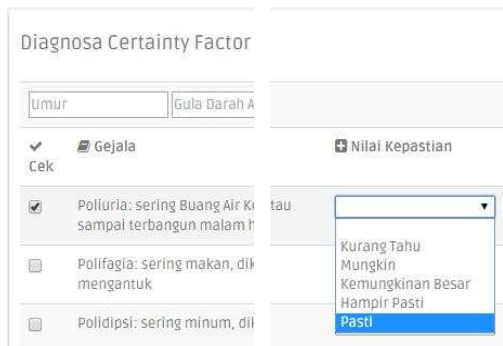 Diagnosa Certainty Factor
Umur Gula Darah A
Cek Gejala Nilai Kepastian
Poliuria: sering Buang Air Ke tau
sampai terbangun malam h
Polifagia: sering makan, dik
mengantuk
Polidipsi: sering minum, dik
Kurang Tahu
Mungkin
Kemungkinan Besar
Hampir Pasti
Pasti